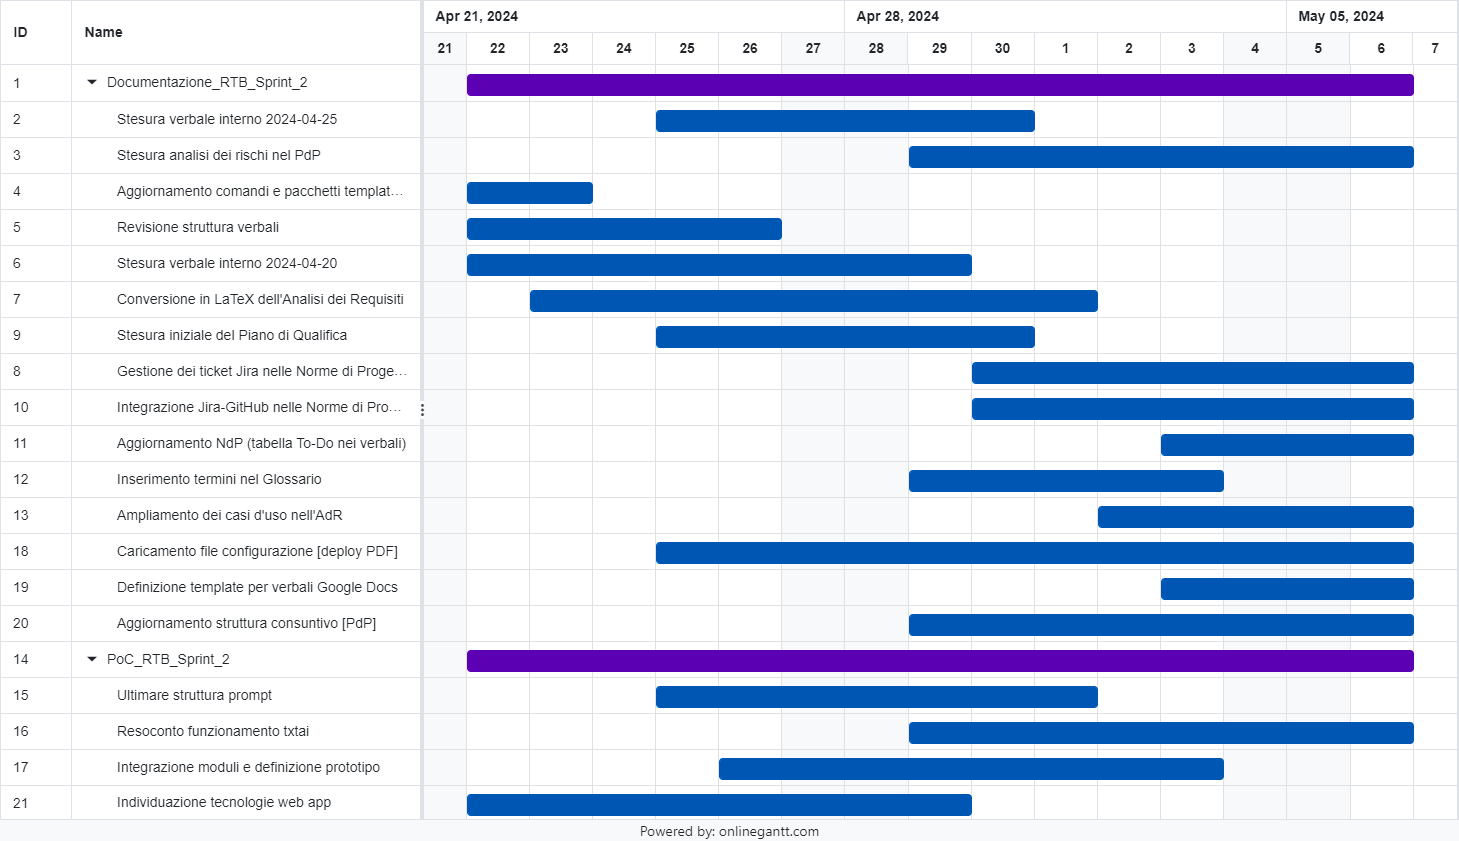 ID Name Apr 21, 2024 Apr 28, 2024 May 05, 2024
21 22 23 24 25 26 27 28 29 30 1 2 3 4 5 6 7
1 Documentazione_RTB_Sprint_2
2 Stesura verbale interno 2024-04-25
3 Stesura analisi dei rischi nel PdP
4 Aggiornamento comandi e pacchetti templat...
5 Revisione struttura verbali
6 Stesura verbale interno 2024-04-20
7 Conversione in LaTeX dell'Analisi dei Requisiti
9 Stesura iniziale del Piano di Qualifica
8 Gestione dei ticket Jira nelle Norme di Proge...
10 Integrazione Jira-GitHub nelle Norme di Pro...
11 Aggiornamento NdP (tabella To-Do nei verbali)
12 Inserimento termini nel Glossario
13 Ampliamento dei casi d'uso nell'AdR
18 Caricamento file configurazione [deploy PDF]
19 Definizione template per verbali Google Docs
20 Aggiornamento struttura consuntivo [PdP]
14 PoC_RTB_Sprint_2
15 Ultimare struttura prompt
16 Resoconto funzionamento txtai
17 Integrazione moduli e definizione prototipo
21 Individuazione tecnologie web app
Powered by: onlinegantt.com